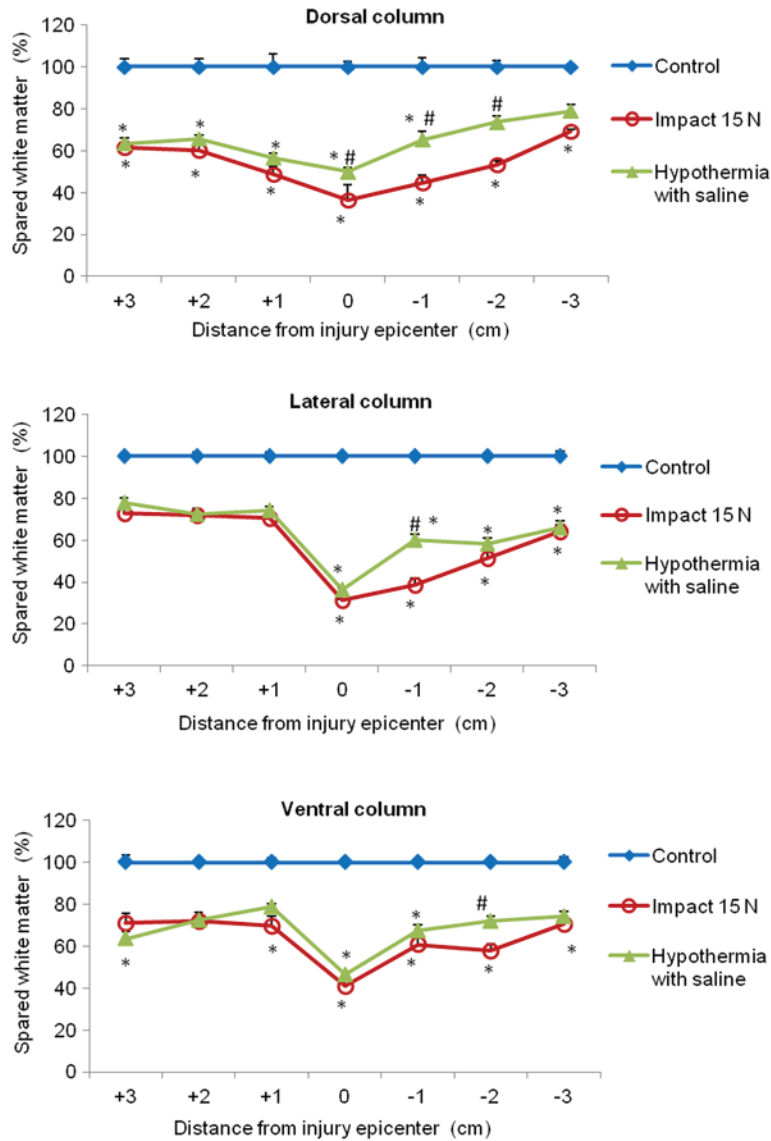 Dorsal column
120
100
80
60
40
20
0
Spared white matter (%)
* * * * # * # #
* * * * * * *
+3 +2 +1 0 -1 -2 -3
Distance from injury epicenter (cm)
Control
Impact 15 N
Hypothermia
with saline
Lateral column
120
100
80
60
40
20
0
Spared white matter (%)
* # * * *
* * * *
+3 +2 +1 0 -1 -2 -3
Distance from injury epicenter (cm)
Control
Impact 15 N
Hypothermia
with saline
Ventral column
120
100
80
60
40
20
0
Spared white matter (%)
* * #
* * * * * *
+3 +2 +1 0 -1 -2 -3
Distance from injury epicenter (cm)
Control
Impact 15 N
Hypothermia
with saline